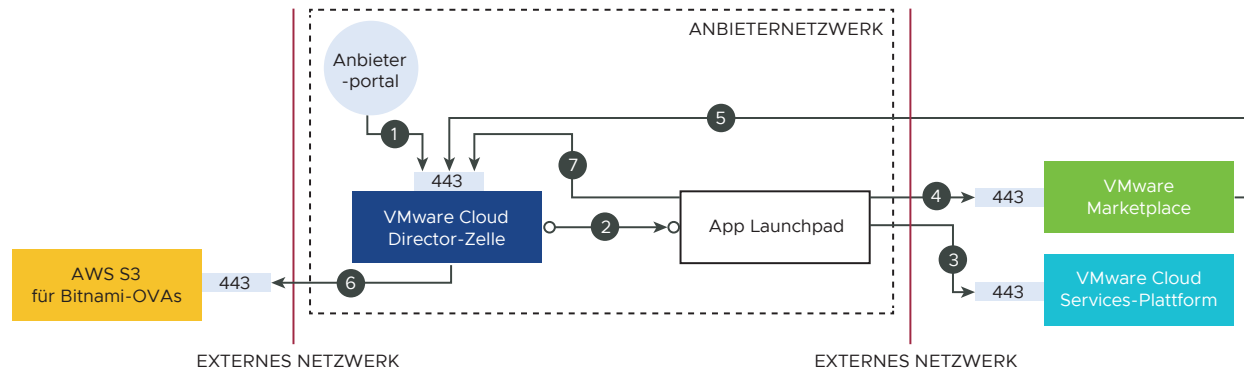 ANBIETERNETZWERK
Anbieter
-portal
1
5
7
443
4
443
VMware
Marketplace
VMware Cloud
Director-Zelle
2
App Launchpad
3
AWS S3
für Bitnami-OVAs
443
6
443
VMware Cloud
Services-Plattform
EXTERNES NETZWERK
EXTERNES NETZWERK